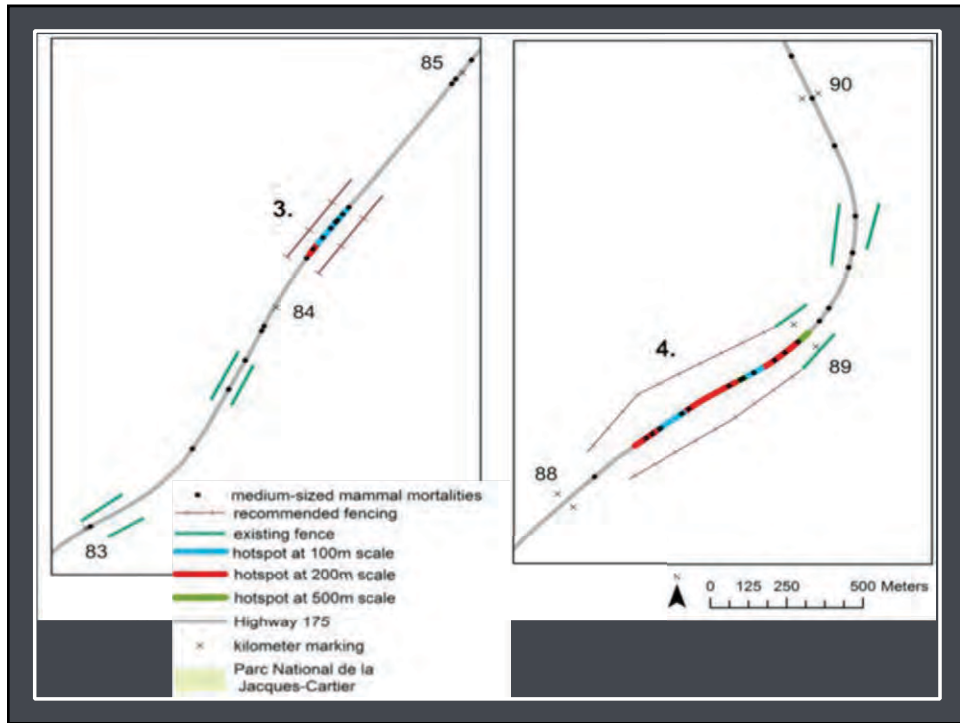 85
3.
84
83
90
4.
89
88
medium-sized mammal mortalities
recommended fencing
existing fence
hotspot at 100m scale
hotspot at 200m scale
hotspot at 500m scale
Highway 175
kilometer marking
Parc National de la
Jacques-Cartier
N
0 125 250 500 Meters